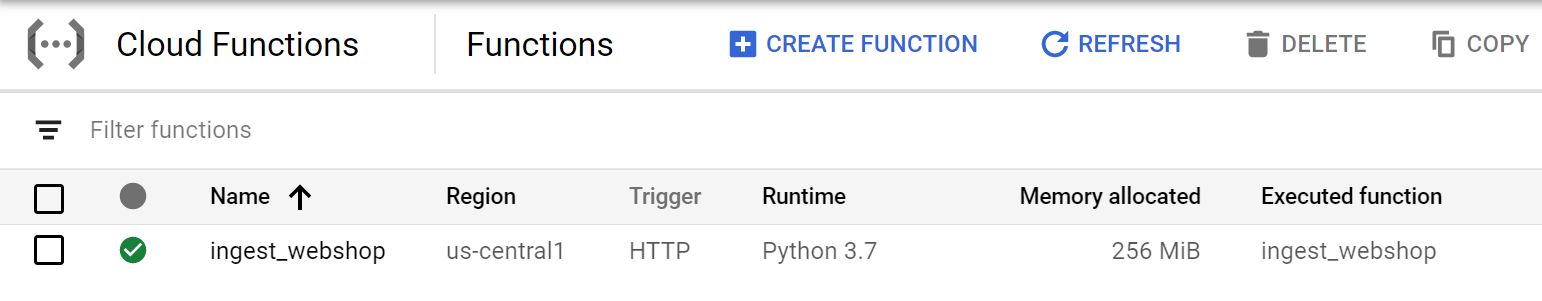 Cloud Functions Functions CREATE FUNCTION REFRESH DELETE COPY
Filter functions
Name Region Trigger Runtime Memory allocated Executed function
ingest_webshop us-central1 HTTP Python 3.7 256 MiB ingest_webshop